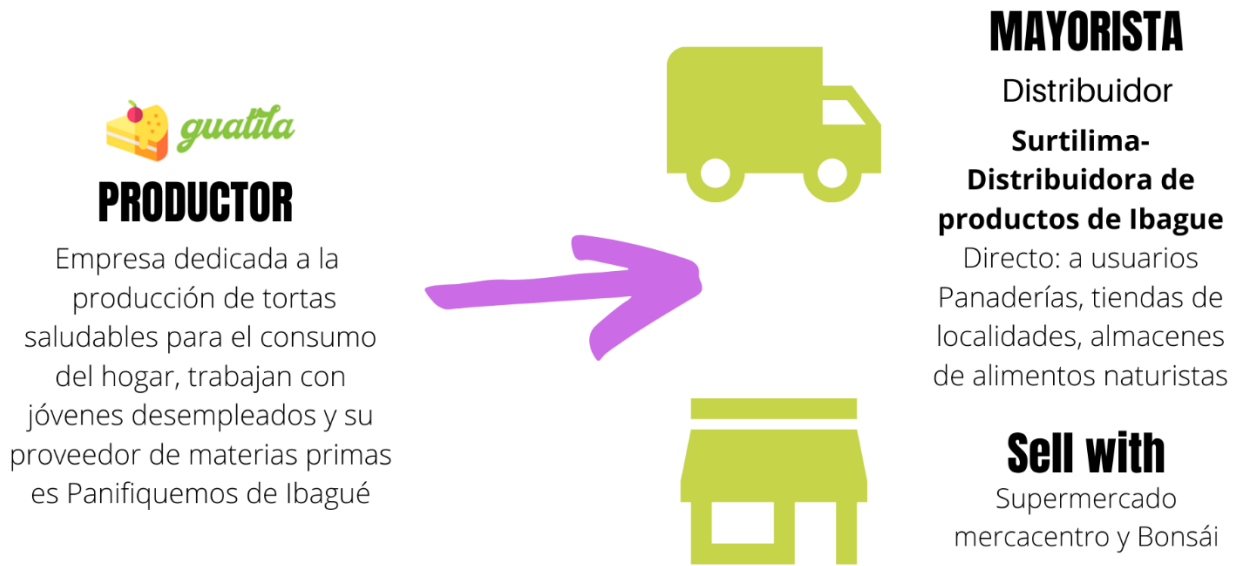 guatila
PRODUCTOR
Empresa dedicada a la
producción de tortas
saludables para el consumo
del hogar, trabajan con
jóvenes desempleados y su
proveedor de materias primas
es Panifiquemos de Ibagué
MAYORISTA
Distribuidor
Surtilima-
Distribuidora de
productos de Ibague
Directo: a usuarios
Panaderías, tiendas de
localidades, almacenes
de alimentos naturistas
Sell with
Supermercado
mercacentro y Bonsái